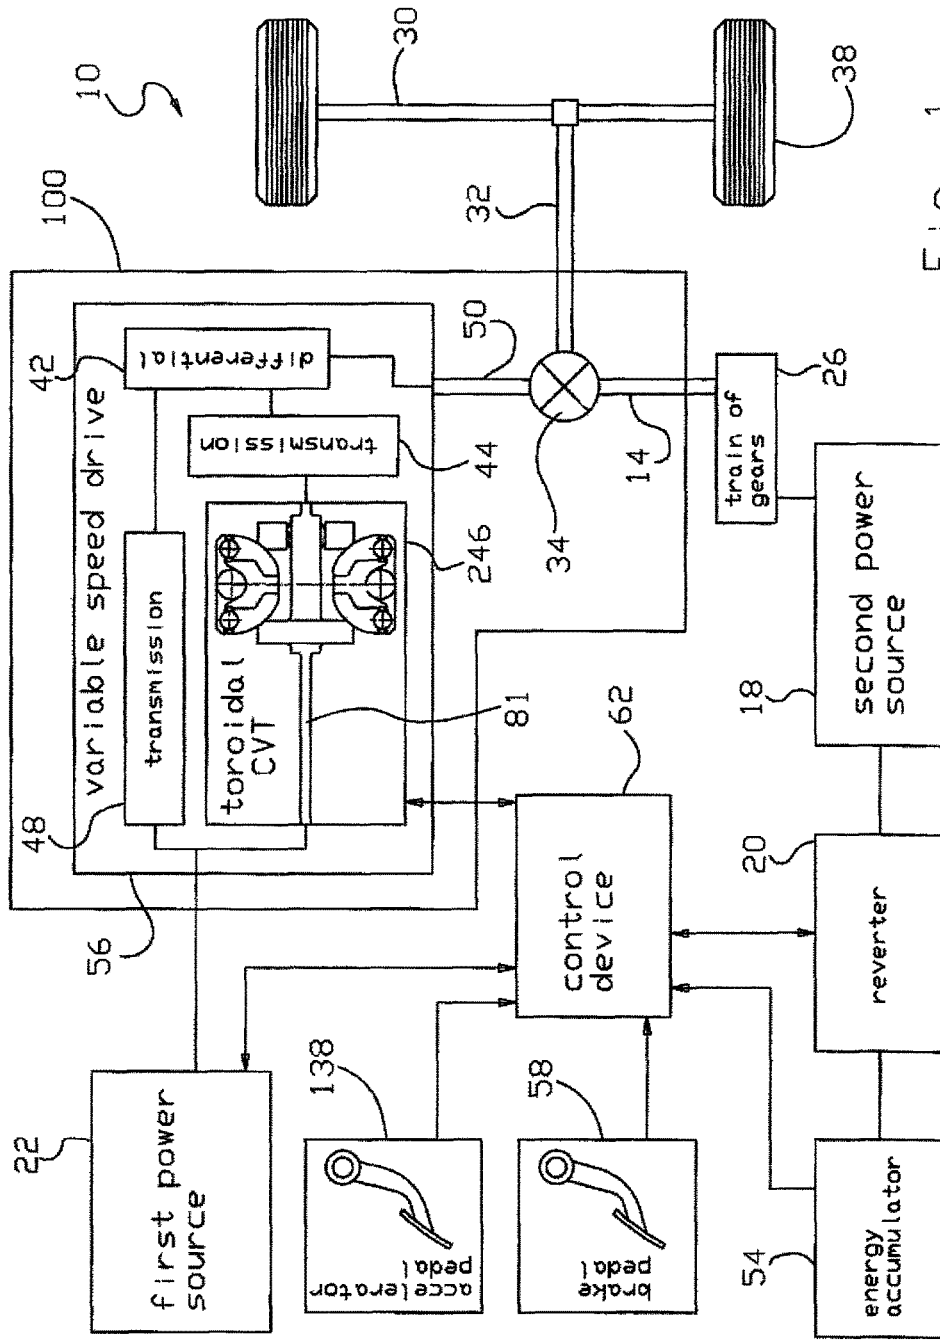 10
100
30
38
32
42
variable speed drive
differential
transmission
44
50
34
14
26
train of
gears
48
transmission
toroidal
CVT
246
81
56
62
control
device
18
second power
source
20
reverter
22
first power
source
138
accelerator
pedal
58
brake
pedal
54
energy
accumulator